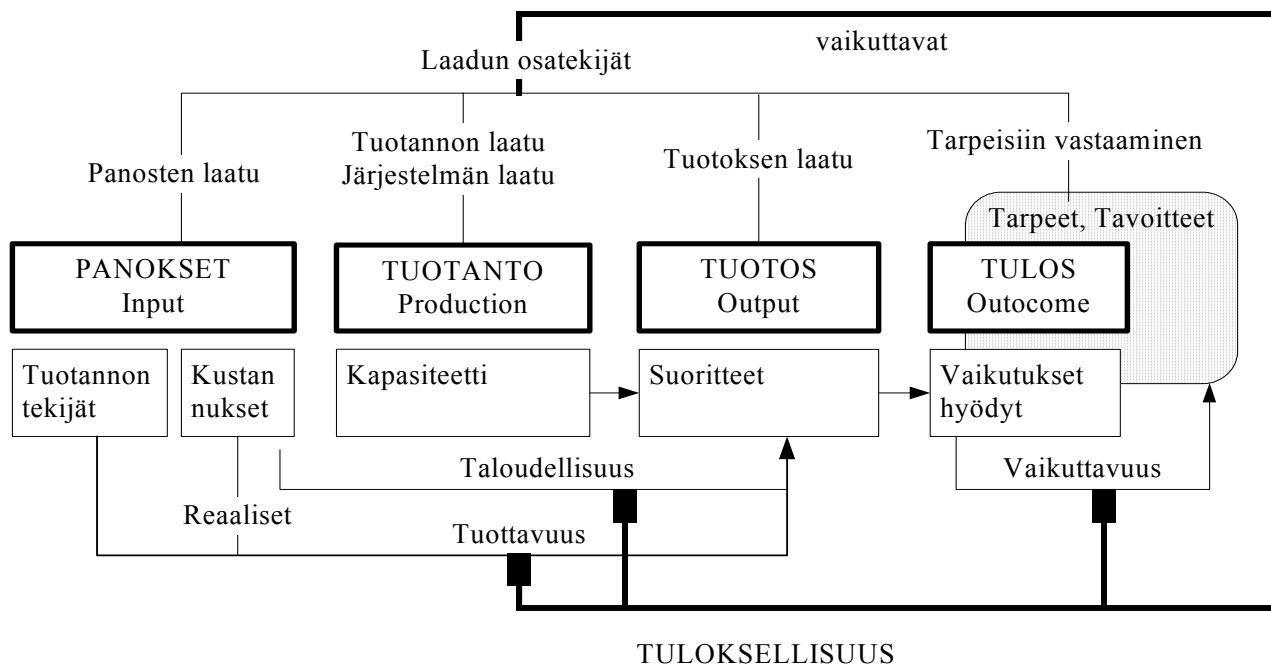 vaikuttavat
Laadun osatekijät
Panosten laatu
Tuotannon laatu
Järjestelmän laatu
Tuotoksen laatu
Tarpeisiin vastaaminen
Tarpeet, Tavoitteet
PANOKSET
Input
TUOTANTO
Production
TUOTOS
Output
TULOS
Outocome
Tuotannon
tekijät
Kustan
nukset
Kapasiteetti
Suoritteet
Vaikutukset
hyödyt
Taloudellisuus
Vaikuttavuus
Reaaliset
Tuottavuus
TULOKSELLISUUS